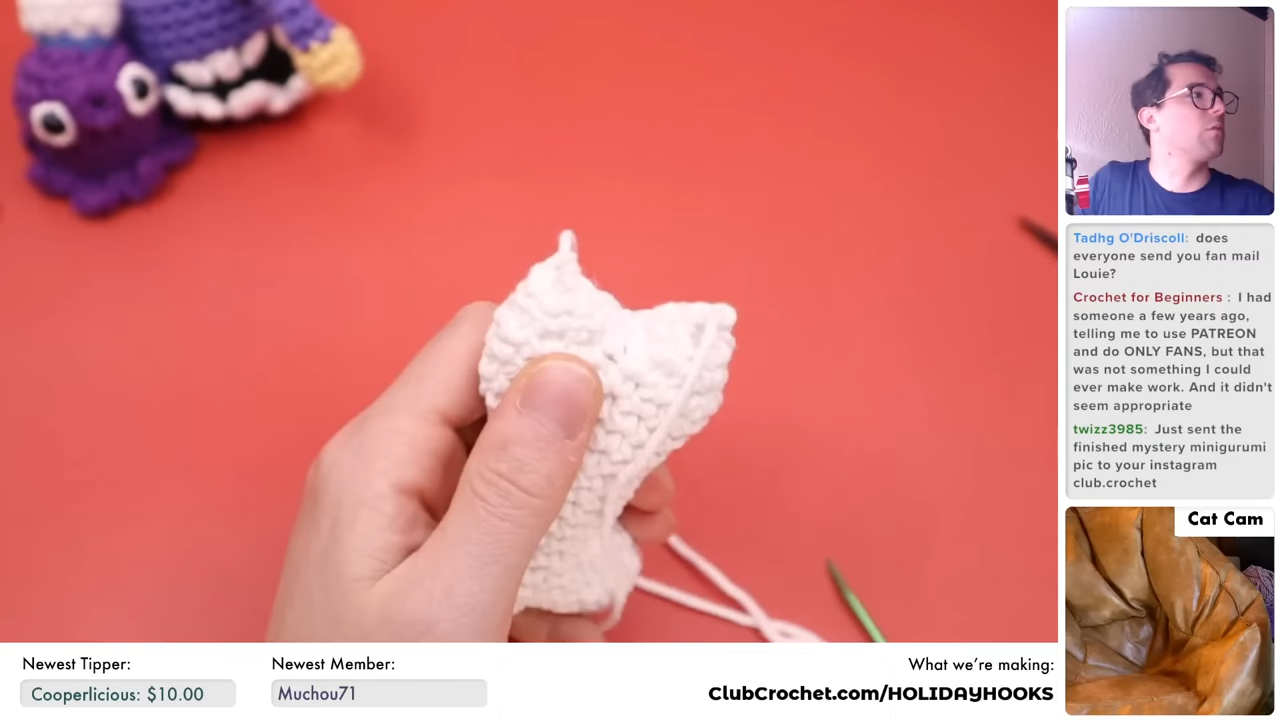 Tadhg O'Driscoll: does
everyone send you fan mail
Louie?
Crochet for Beginners : I had
someone a few years ago,
telling me to use PATREON
and do ONLY FANS, but that
was not something I could
ever make work. And it didn't
seem appropriate
twizz3985: Just sent the
finished mystery minigurumi
pic to your instagram
club.crochet
Cat Cam
Newest Tipper:
Cooperlicious: $10.00
Newest Member:
Muchou71
What we're making:
ClubCrochet.com/HOLIDAYHOOKS